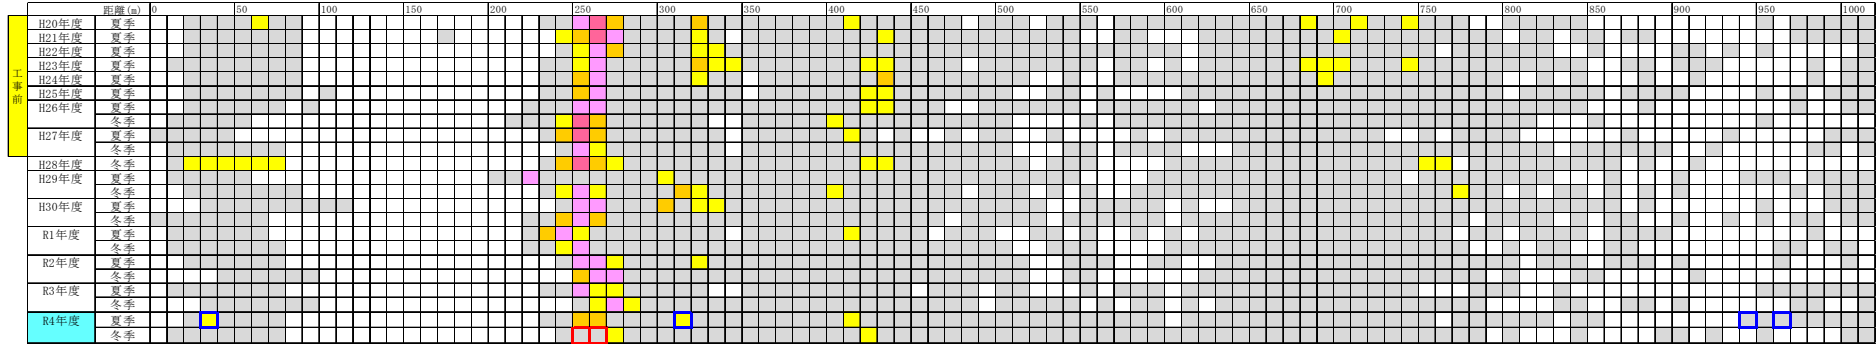 距離(m) 0 50 100 150 200 250 300 350 400 450 500 550 600 650 700 750 800 850 900 950 1000
工事前
H20年度 夏季
H21年度 夏季
H22年度 夏季
H23年度 夏季
H24年度 夏季
H25年度 夏季
H26年度 夏季
冬季
H27年度 夏季
冬季
H28年度 冬季
H29年度 夏季
冬季
H30年度 夏季
冬季
R1年度 夏季
冬季
R2年度 夏季
冬季
R3年度 夏季
冬季
R4年度 夏季
冬季